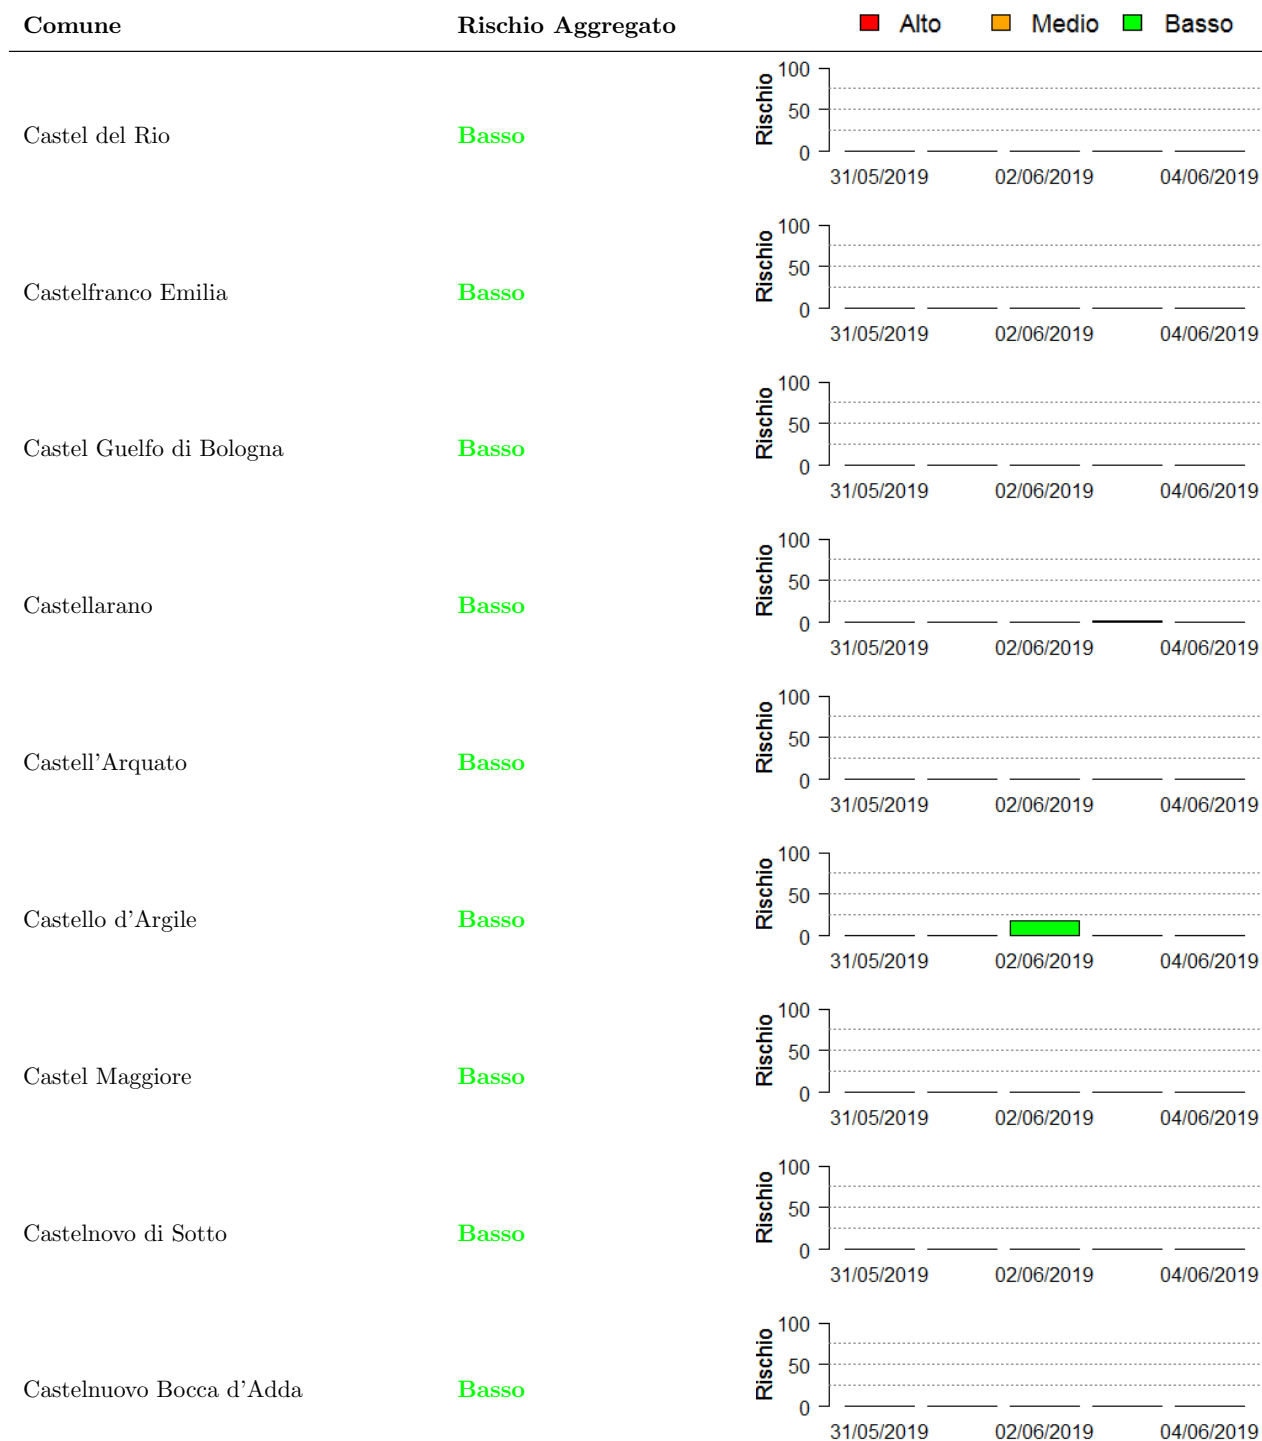 Comune Rischio Aggregato Alto Medio Basso
Castel del Rio Basso Rischio 100 50 0
31/05/2019 02/06/2019 04/06/2019
Castelfranco Emilia Basso Rischio 100 50 0
31/05/2019 02/06/2019 04/06/2019
Castel Guelfo di Bologna Basso Rischio 100 50 0
31/05/2019 02/06/2019 04/06/2019
Castellarano Basso Rischio 100 50 0
31/05/2019 02/06/2019 04/06/2019
Castell'Arquato Basso Rischio 100 50 0
31/05/2019 02/06/2019 04/06/2019
Castello d'Argile Basso Rischio 100 50 0
31/05/2019 02/06/2019 04/06/2019
Castel Maggiore Basso Rischio 100 50 0
31/05/2019 02/06/2019 04/06/2019
Castelnovo di Sotto Basso Rischio 100 50 0
31/05/2019 02/06/2019 04/06/2019
Castelnuovo Bocca d'Adda Basso Rischio 100 50 0
31/05/2019 02/06/2019 04/06/2019